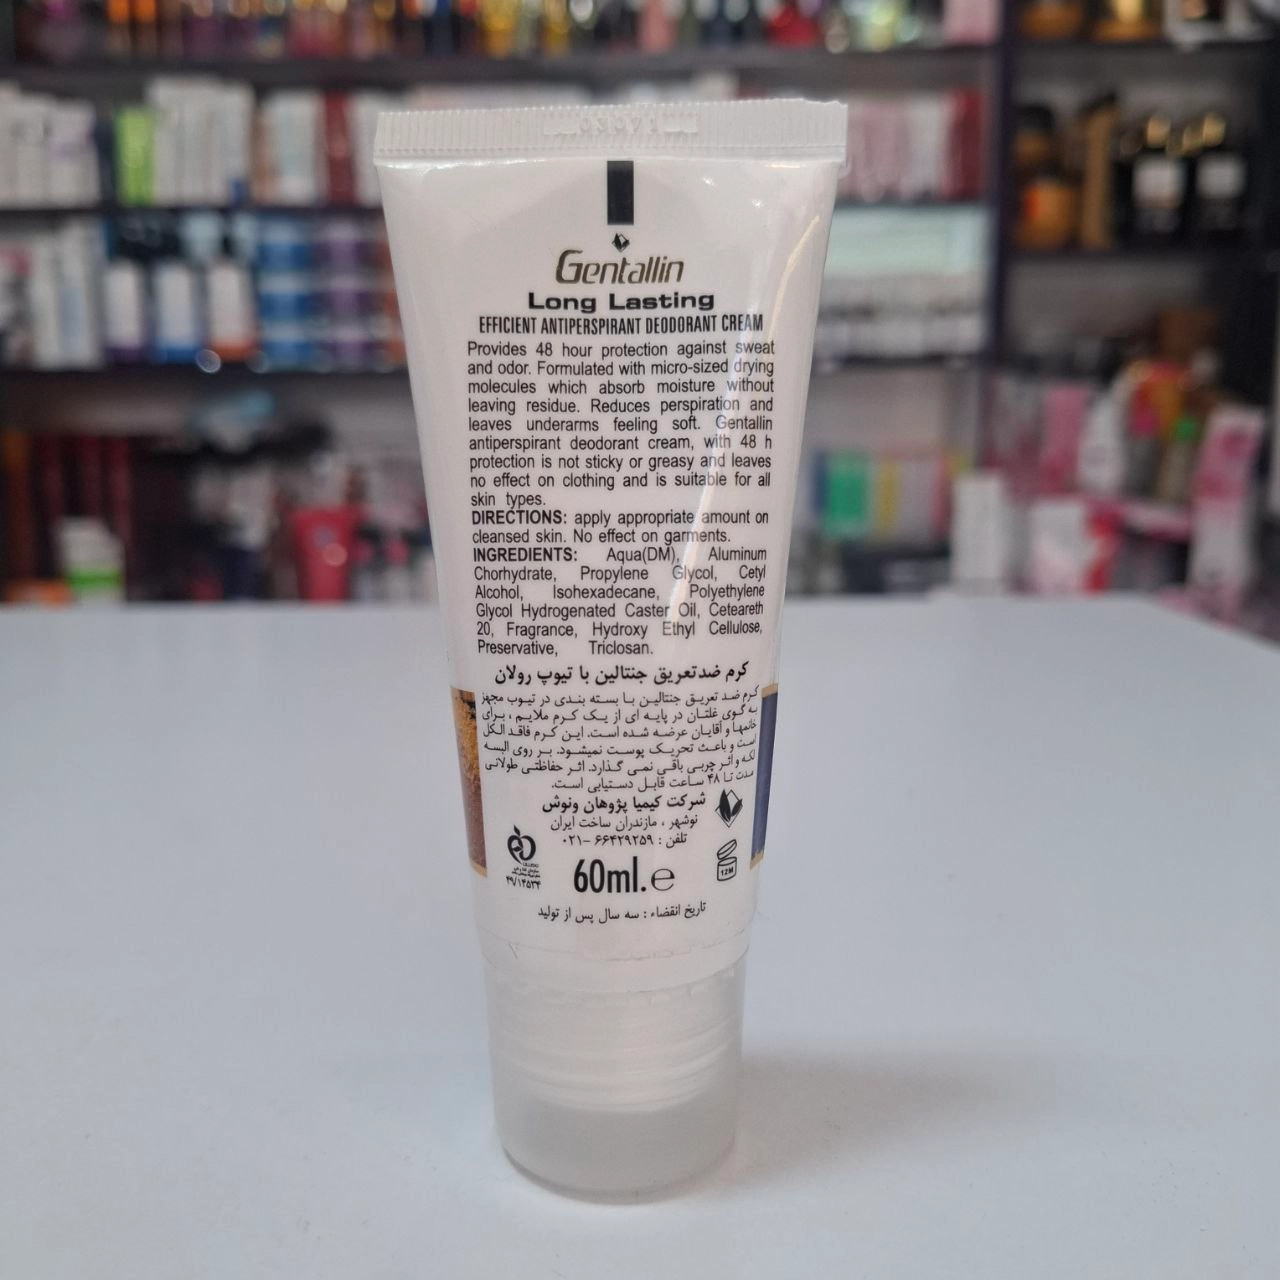 Gentallin
Long Lasting
EFFICIENT ANTIPERSPIRANT DEODORANT CREAM
Provides 48 hour protection against sweat
and odor. Formulated with micro-sized drying
molecules which absorb moisture without
leaving residue. Reduces perspiration and
leaves underarms feeling soft. Gentallin
antiperspirant deodorant cream, with 48 h
protection is not sticky or greasy and leaves
no effect on clothing and is suitable for all
skin types.
DIRECTIONS: apply appropriate amount on
cleansed skin. No effect on garments.
INGREDIENTS: Aqua(DM), Aluminum
Chorhydrate, Propylene Glycol, Cetyl
Alcohol, Isohexadecane, Polyethylene
Glycol Hydrogenated Caster Oil, Ceteareth
20, Fragrance, Hydroxy Ethyl Cellulose,
Preservative, Triclosan.
کرم ضدتعریق جنتالین با تیوپ رولان
کرم ضد تعریق جنتالین با بسته بندی در تیوب مجهز
به گوی غلتان در پایه ای از یک کرم ملایم ، برای
خانمها و آقایان عرضه شده است. این کرم فاقد الکل
است و باعث تحریک پوست نمیشود. بر روی البسه
لکه و اثر چربی باقی نمی گذارد. اثر حفاظتی طولانی
مدت تا ۴۸ ساعت قابل دستیابی است.
شرکت کیمیا پژوهان ونوش
نوشهر ، مازندران ساخت ایران
تلفن : ۶۶۴۲۹۲۵۹ –۰۲۱
۴۹/۱۴۵۳۴
60ml. e
12M
تاریخ انقضاء : سه سال پس از تولید